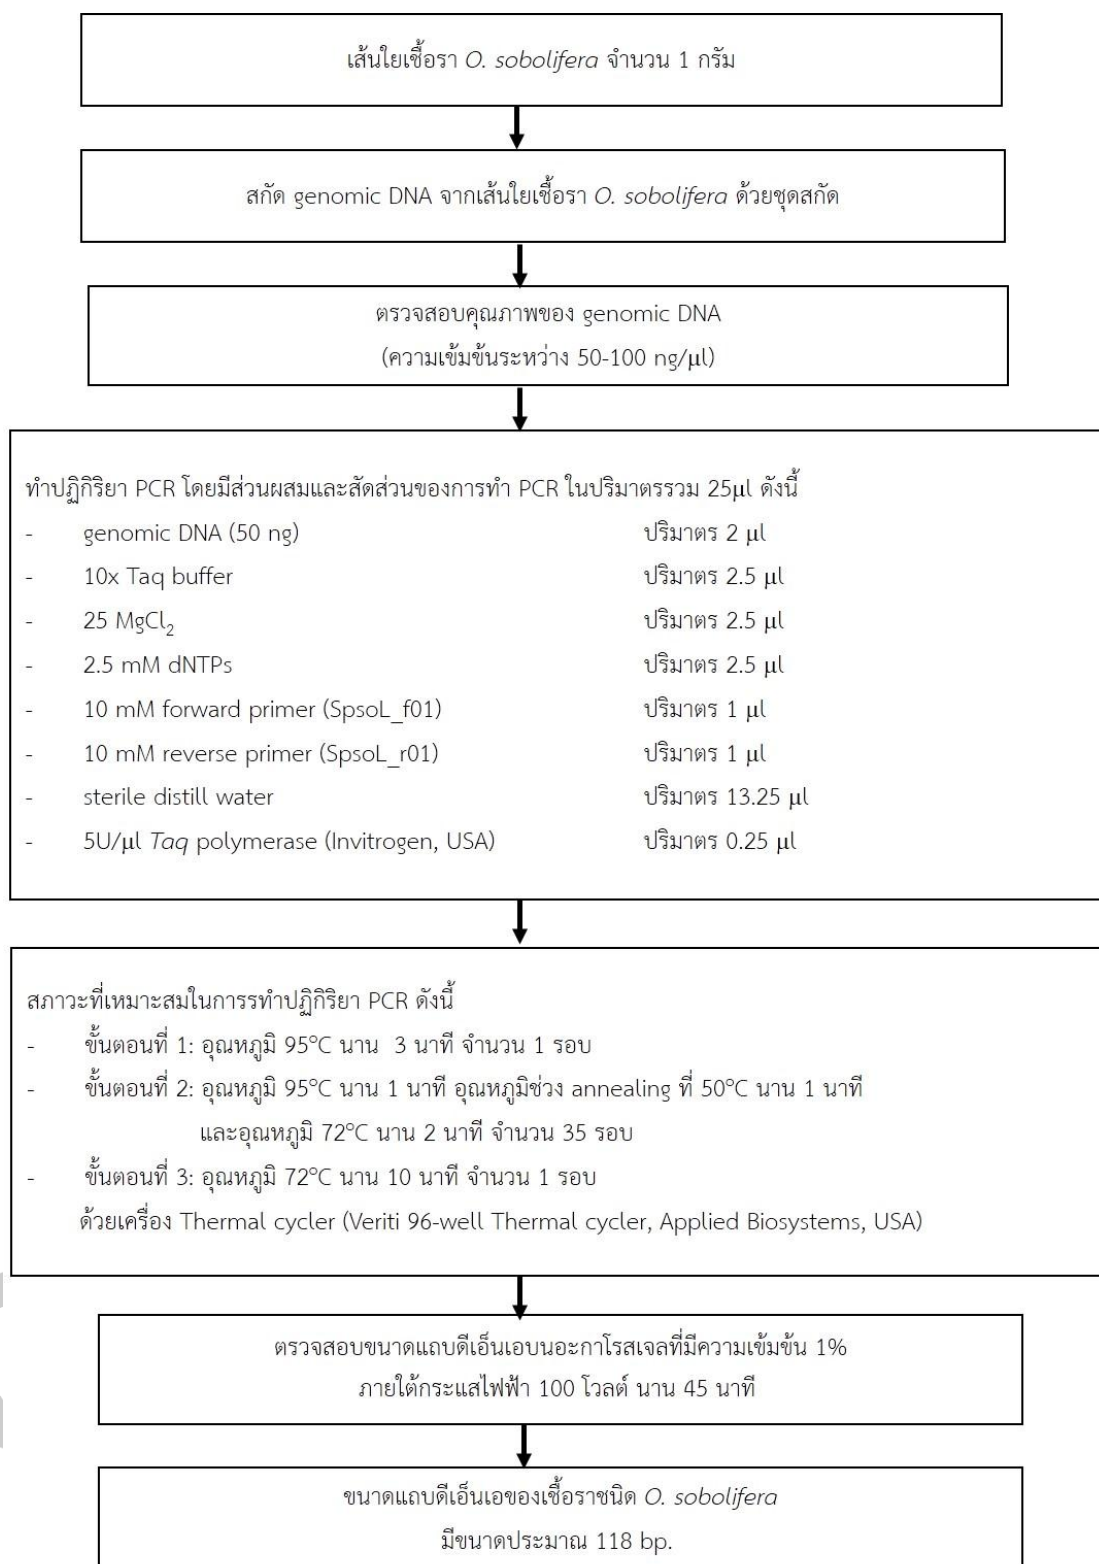 เส้นใยเชื้อรา O. sobolifera จำนวน 1 กรัม
สกัด genomic DNA จากเส้นใยเชื้อรา O. sobolifera ด้วยชุดสกัด
ตรวจสอบคุณภาพของ genomic DNA
(ความเข้มข้นระหว่าง 50-100 ng/µl)
ทำปฏิกิริยา PCR โดยมีส่วนผสมและสัดส่วนของการทำ PCR ในปริมาตรรวม 25µl ดังนี้
- genomic DNA (50 ng) ปริมาตร 2 µl
- 10x Taq buffer ปริมาตร 2.5 µl
- 25 MgCl₂ ปริมาตร 2.5 µl
- 2.5 mM dNTPs ปริมาตร 2.5 µl
- 10 mM forward primer (SpsoL_f01) ปริมาตร 1 µl
- 10 mM reverse primer (SpsoL_r01) ปริมาตร 1 µl
- sterile distill water ปริมาตร 13.25 µl
- 5U/µl Taq polymerase (Invitrogen, USA) ปริมาตร 0.25 µl
สภาวะที่เหมาะสมในการรทำปฏิกิริยา PCR ดังนี้
- ขั้นตอนที่ 1: อุณหภูมิ 95°C นาน 3 นาที จำนวน 1 รอบ
- ขั้นตอนที่ 2: อุณหภูมิ 95°C นาน 1 นาที อุณหภูมิช่วง annealing ที่ 50°C นาน 1 นาที
และอุณหภูมิ 72°C นาน 2 นาที จำนวน 35 รอบ
- ขั้นตอนที่ 3: อุณหภูมิ 72°C นาน 10 นาที จำนวน 1 รอบ
ด้วยเครื่อง Thermal cycler (Veriti 96-well Thermal cycler, Applied Biosystems, USA)
ตรวจสอบขนาดแถบดีเอ็นเอบนอะกาโรสเจลที่มีความเข้มข้น 1%
ภายใต้กระแสไฟฟ้า 100 โวลต์ นาน 45 นาที
ขนาดแถบดีเอ็นเอของเชื้อราชนิด O. sobolifera
มีขนาดประมาณ 118 bp.